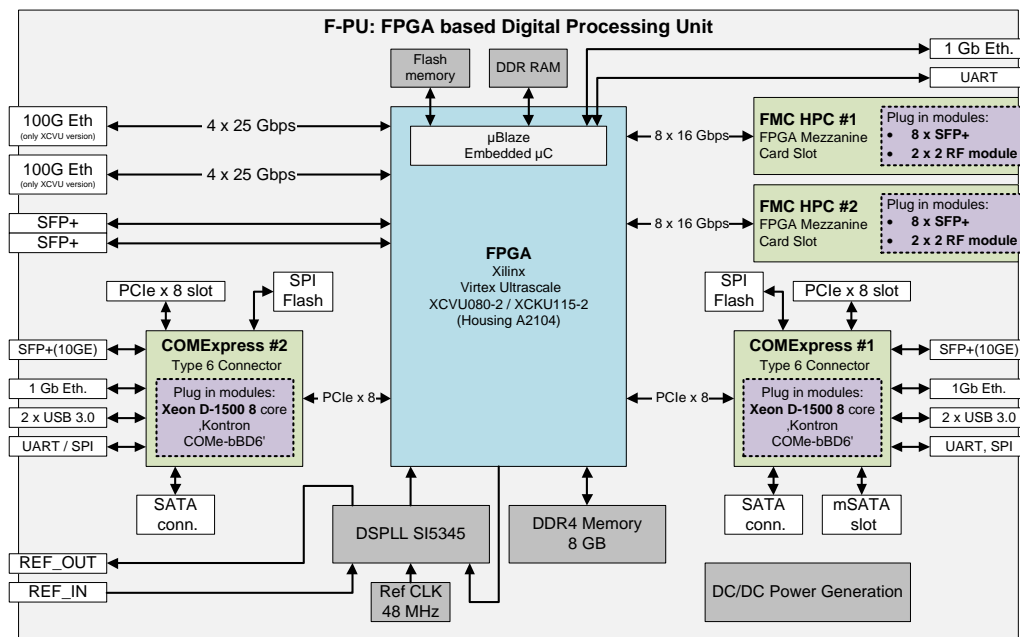 F-PU: FPGA based Digital Processing Unit
Flash
memory
DDR RAM
1 Gb Eth.
UART
100G Eth
(only XCVU version)
4 x 25 Gbps
µBlaze
Embedded µC
8 x 16 Gbps
FMC HPC #1
FPGA Mezzanine
Card Slot
Plug in modules:
• 8 x SFP+
• 2 x 2 RF module
100G Eth
(only XCVU version)
4 x 25 Gbps
SFP+
SFP+
8 x 16 Gbps
FMC HPC #2
FPGA Mezzanine
Card Slot
Plug in modules:
• 8 x SFP+
• 2 x 2 RF module
FPGA
Xilinx
Virtex Ultrascale
XCVU080-2 / XCKU115-2
(Housing A2104)
PCIe x 8 slot
SPI
Flash
SPI
Flash
PCIe x 8 slot
SFP+(10GE)
1 Gb Eth.
2 x USB 3.0
UART / SPI
COMExpress #2
Type 6 Connector
Plug in modules:
Xeon D-1500 8 core
‚Kontron
COMe-bBD6'
PCIe x 8
PCIe x 8
COMExpress #1
Type 6 Connector
Plug in modules:
Xeon D-1500 8 core
‚Kontron
COMe-bBD6'
SFP+(10GE)
1Gb Eth.
2 x USB 3.0
UART, SPI
SATA
conn.
SATA
conn.
mSATA
slot
DSPLL SI5345
DDR4 Memory
8 GB
REF_OUT
REF_IN
Ref CLK
48 MHz
DC/DC Power Generation